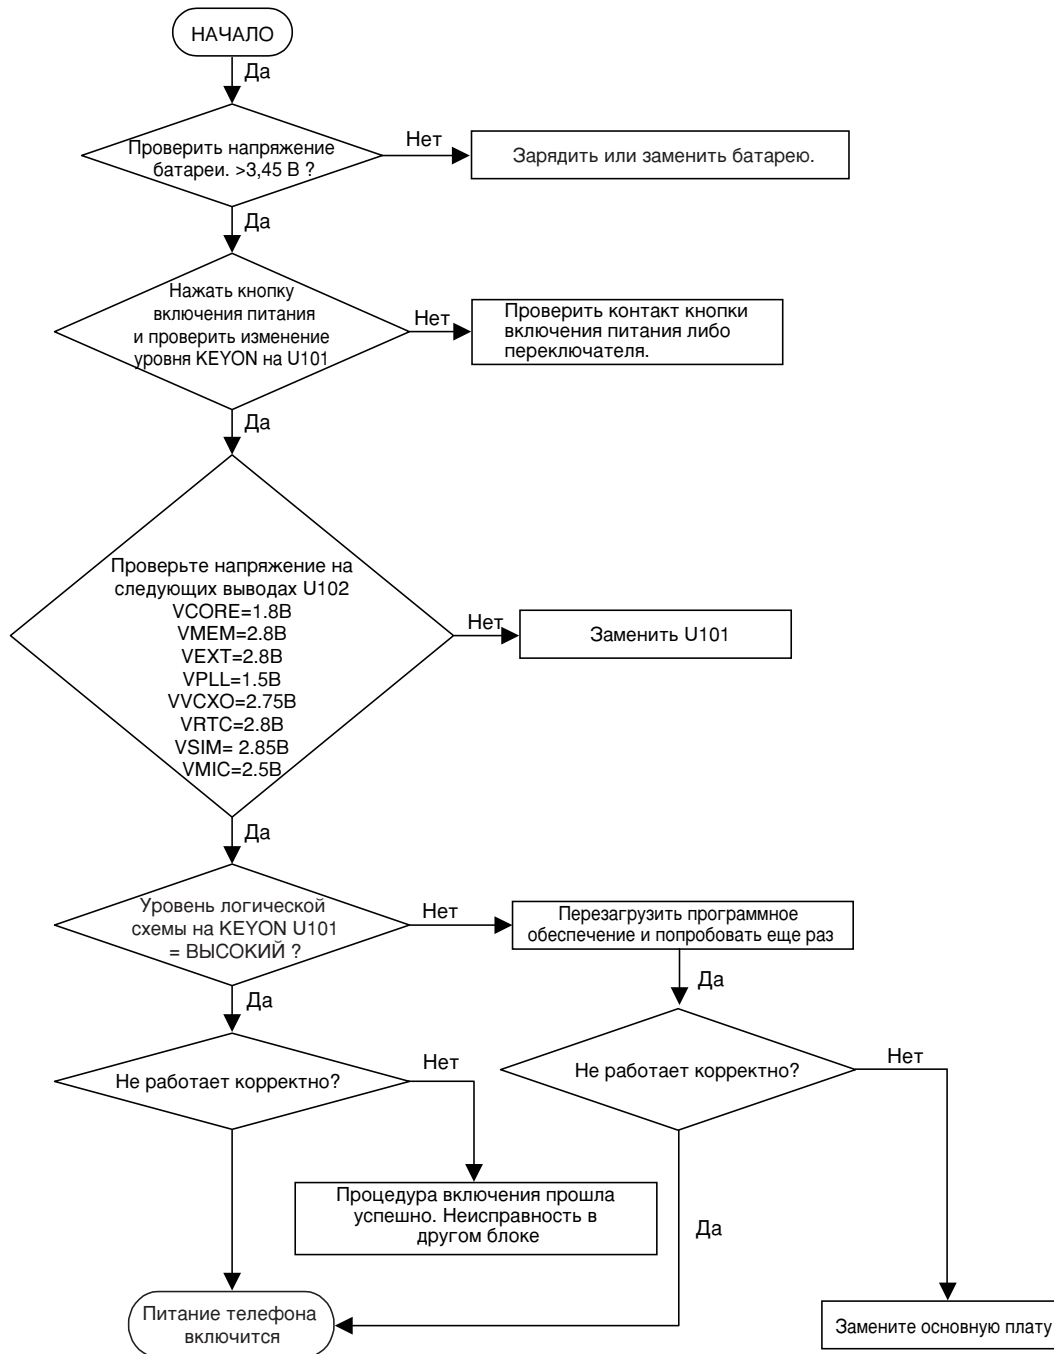 НАЧАЛО
Да
Проверить напряжение
батареи. >3,45 В ?
Нет
Зарядить или заменить батарею.
Да
Нажать кнопку
включения питания
и проверить изменение
уровня KEYON на U101
Нет
Проверить контакт кнопки
включения питания либо
переключателя.
Да
Проверьте напряжение на
следующих выводах U102
VCORE=1.8В
VMEM=2.8В
VEXT=2.8В
VPLL=1.5В
VVCXO=2.75В
VRTC=2.8В
VSIM= 2.85В
VMIC=2.5В
Нет
Заменить U101
Да
Уровень логической
схемы на KEYON U101
= ВЫСОКИЙ ?
Нет
Перезагрузить программное
обеспечение и попробовать еще раз
Да
Да
Не работает корректно?
Нет
Не работает корректно?
Нет
Процедура включения прошла
успешно. Неисправность в
другом блоке
Да
Питание телефона
включится
Замените основную плату